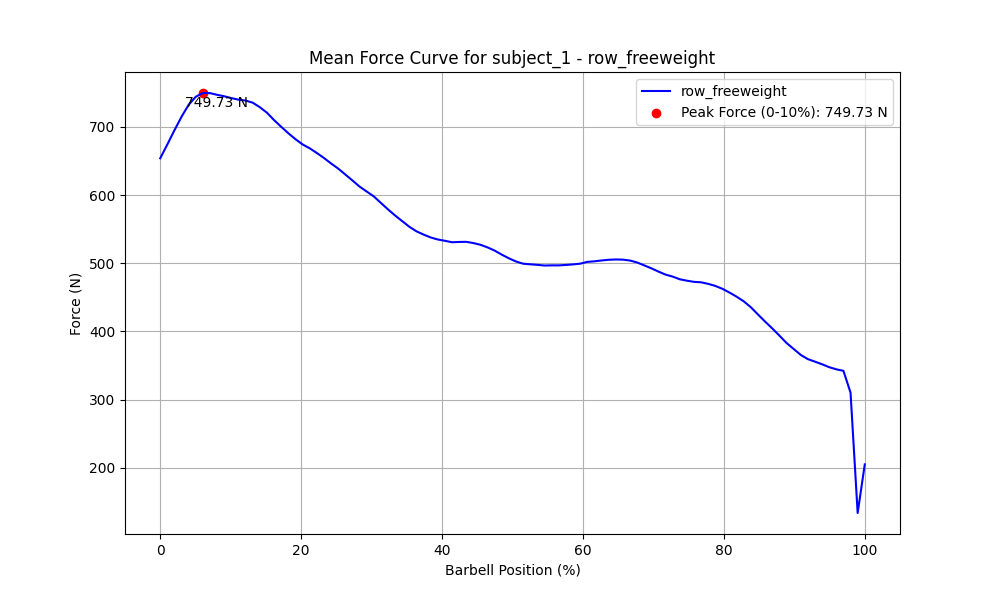 Mean Force Curve for subject_1 - row_freeweight
749.73 N
row_freeweight
Peak Force (0-10%): 749.73 N
Force (N)
700
600
500
400
300
200
0 20 40 60 80 100
Barbell Position (%)